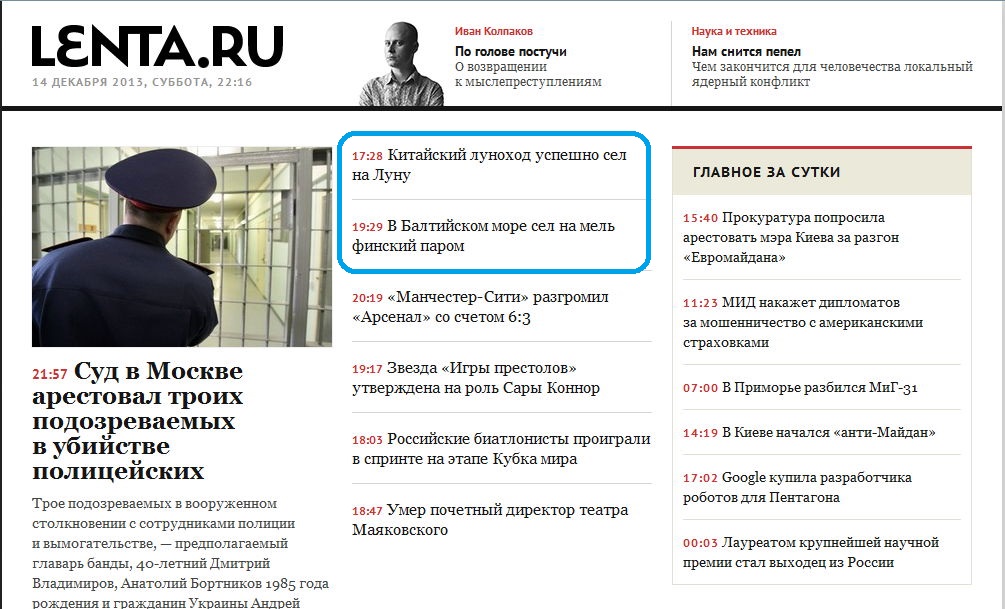 LENTA.RU
14 ДЕКАБРЯ 2013, СУББОТА, 22:16
Иван Колпаков
По голове постучи
О возвращении
к мыслепреступлениям
Наука и техника
Нам снится пепел
Чем закончится для человечества локальный
ядерный конфликт
21:57 Суд в Москве
арестовал троих
подозреваемых
в убийстве
полицейских
Трое подозреваемых в вооруженном
столкновении с сотрудниками полиции
и вымогательстве, — предполагаемый
главарь банды, 40-летний Дмитрий
Владимиров, Анатолий Бортников 1985 года
рождения и гражданин Украины Андрей
17:28 Китайский луноход успешно сел
на Луну
19:29 В Балтийском море сел на мель
финский паром
20:19 «Манчестер-Сити» разгромил
«Арсенал» со счетом 6:3
19:17 Звезда «Игры престолов»
утверждена на роль Сары Коннор
18:03 Российские биатлонисты проиграли
в спринте на этапе Кубка мира
18:47 Умер почетный директор театра
Маяковского
ГЛАВНОЕ ЗА СУТКИ
15:40 Прокуратура попросила
арестовать мэра Киева за разгон
«Евромайдана»
11:23 МИД накажет дипломатов
за мошенничество с американскими
страховками
07:00 В Приморье разбился МиГ-31
14:19 В Киеве начался «анти-Майдан»
17:02 Google купила разработчика
роботов для Пентагона
00:03 Лауреатом крупнейшей научной
премии стал выходец из России